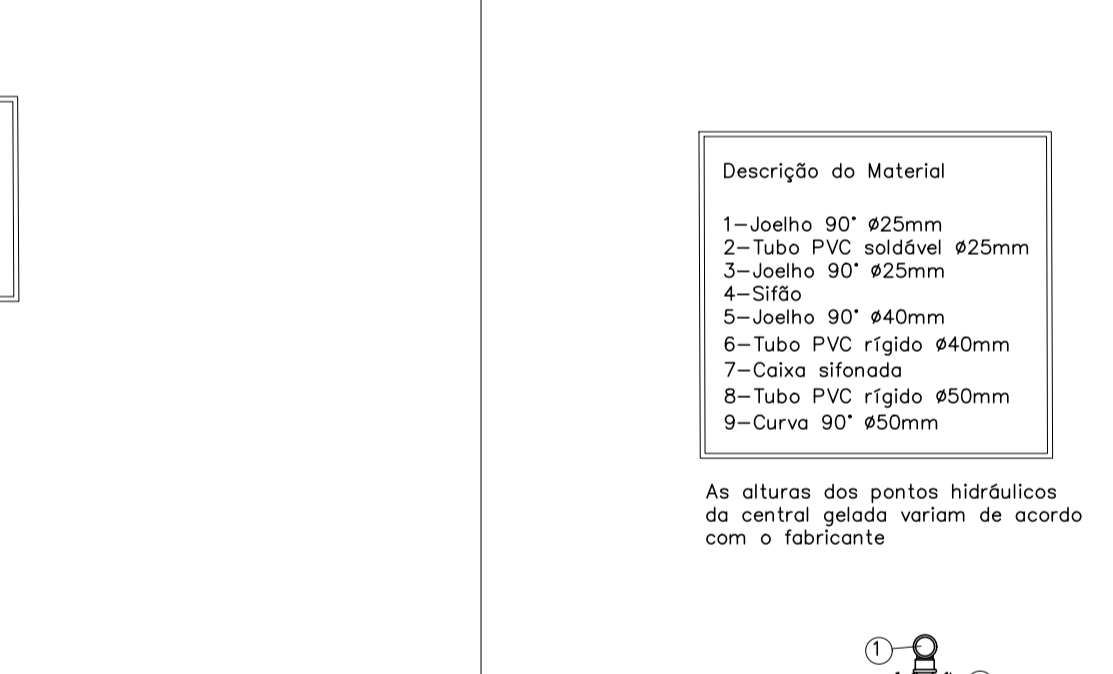 Descrição do Material
1-Joelho 90° ø25mm
2-Tubo PVC soldável ø25mm
3-Joelho 90° ø25mm
4-Sifão
5-Joelho 90° ø40mm
6-Tubo PVC rígido ø40mm
7-Caixa sifonada
8-Tubo PVC rígido ø50mm
9-Curva 90° ø50mm
As alturas dos pontos hidráulicos
da central gelada variam de acordo
com o fabricante
1